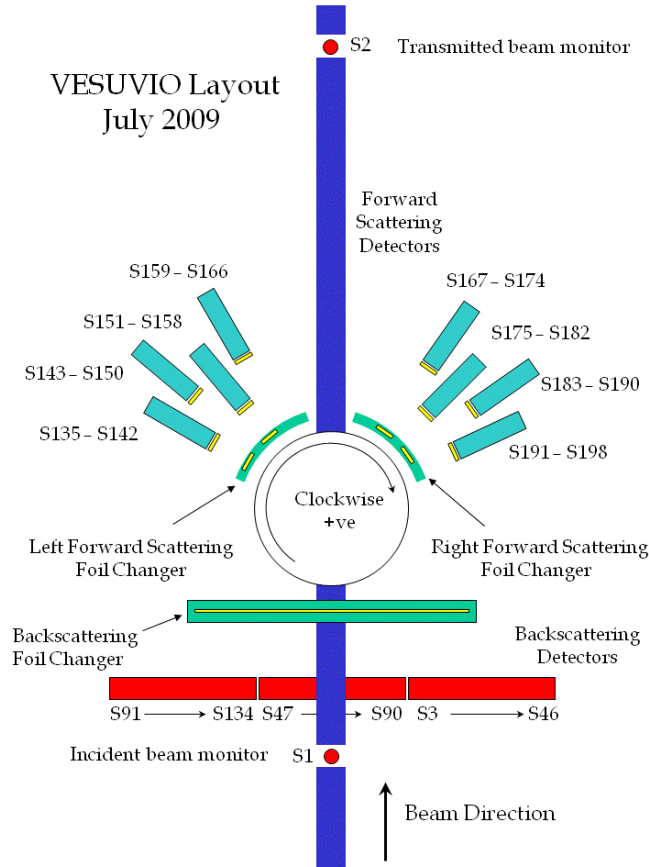 S2
Transmitted beam monitor
VESUVIO Layout
July 2009
Forward
Scattering
Detectors
S159 – S166
S167 – S174
S151 – S158
S175 – S182
S143 – S150
S183 – S190
S135 – S142
S191 – S198
Clockwise
+ve
Left Forward Scattering
Foil Changer
Right Forward Scattering
Foil Changer
Backscattering
Foil Changer
Backscattering
Detectors
S91
S134
S47
S90
S3
S46
Incident beam monitor
S1
Beam Direction